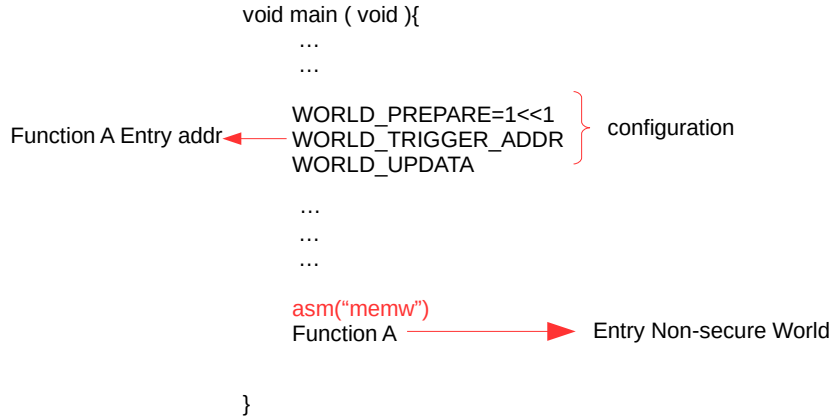 void main ( void ){
…
…
WORLD_PREPARE=1<<1
Function A Entry addr
WORLD_TRIGGER_ADDR
configuration
WORLD_UPDATA
…
…
…
asm(“memw”)
Function A
Entry Non-secure World
}